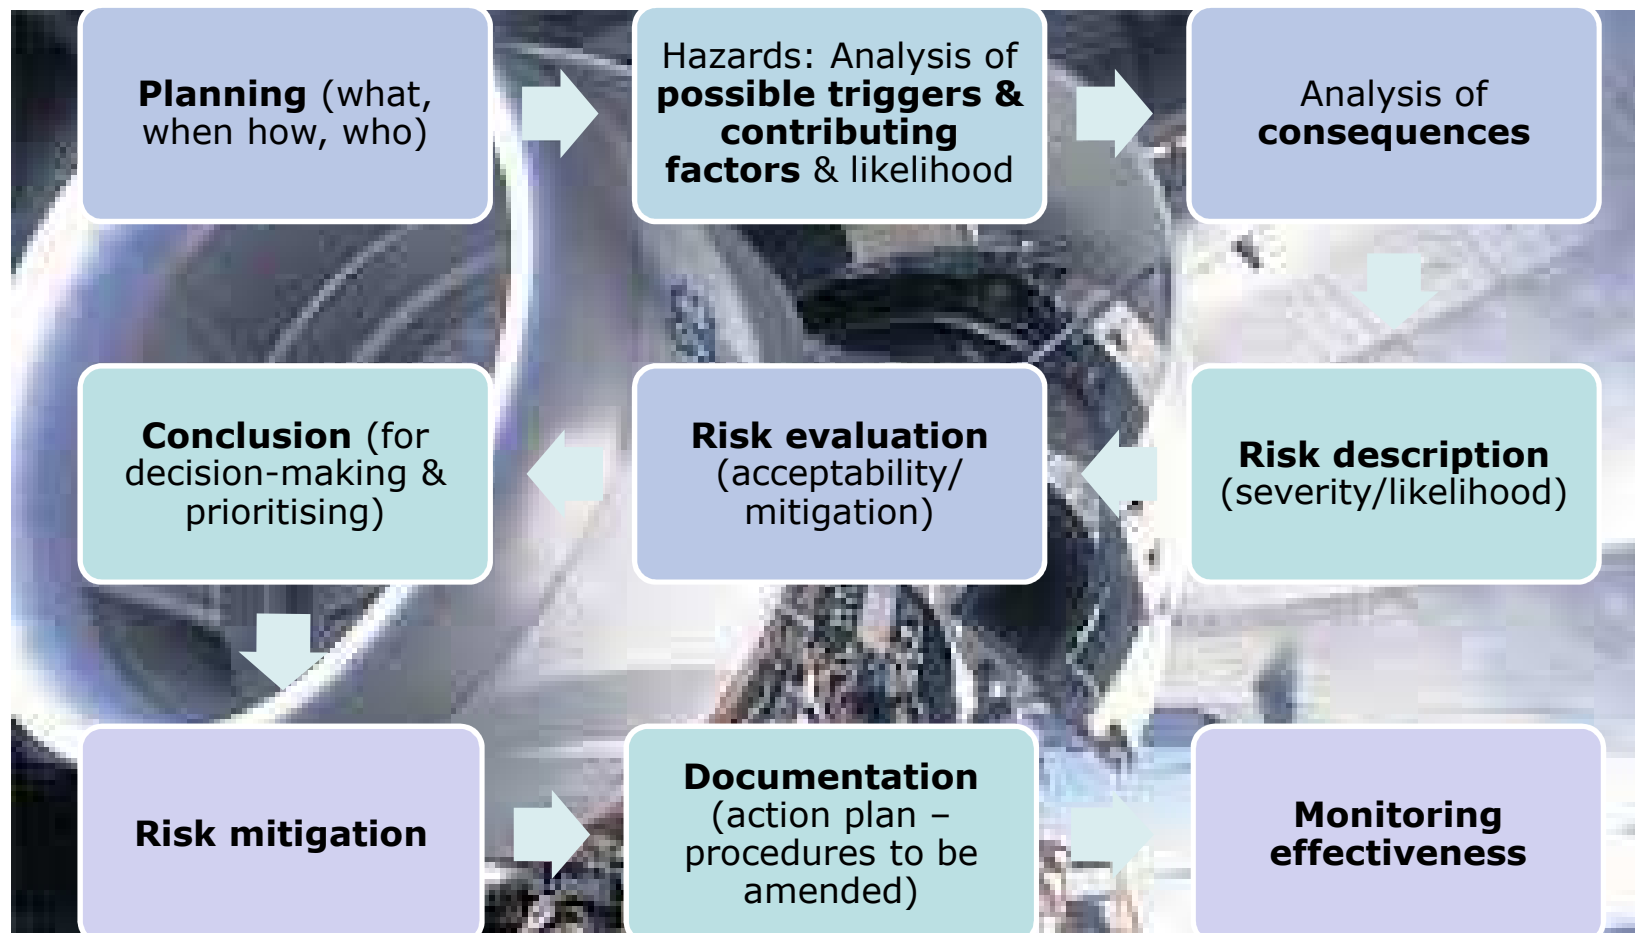 Planning (what,
when how, who)
Hazards: Analysis of
possible triggers &
contributing
factors & likelihood
Analysis of
consequences
Conclusion (for
decision-making &
prioritising)
Risk evaluation
(acceptability/
mitigation)
Risk description
(severity/likelihood)
Risk mitigation
Documentation
(action plan –
procedures to be
amended)
Monitoring
effectiveness